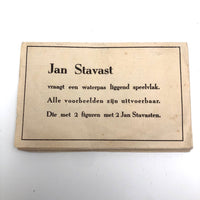 Jan Stavast
vraagt een waterpas liggend speelvlak.
Alle voorbeelden zijn uitvoerbaar.
Die met 2 figuren met 2 Jan Stavasten.